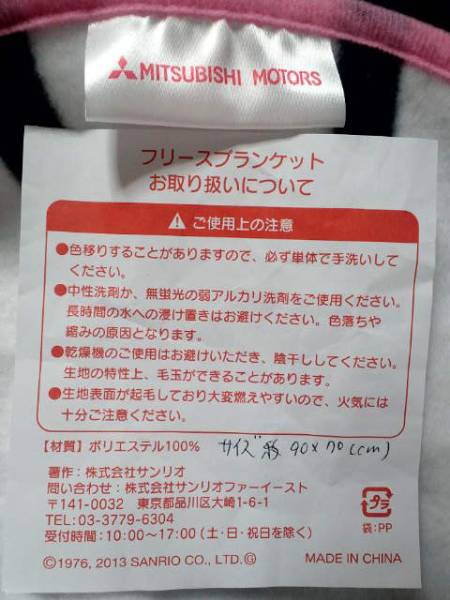 MITSUBISHI MOTORS
フリースブランケット
お取り扱いについて
ご使用上の注意
●色移りすることがありますので、必ず単体で手洗いして
ください。
●中性洗剤か、無蛍光の弱アルカリ洗剤をご使用ください。
長時間の水への浸け置きはお避けください。色落ちや
縮みの原因となります。
●乾燥機のご使用はお避けいただき、陰干ししてください。
生地の特性上、毛玉ができることがあります。
●生地表面が起毛しており大変燃えやすいので、火気には
十分ご注意ください。
【材質】ポリエステル100% サイズ 約 90×70(cm)
著作：株式会社サンリオ
問い合わせ：株式会社サンリオファーイースト
〒141-0032 東京都品川区大崎1-6-1
TEL:03-3779-6304
受付時間：10:00〜17:00（土・日・祝日を除く）
プラ
袋:PP
©1976, 2013 SANRIO CO., LTD.Ⓖ MADE IN CHINA